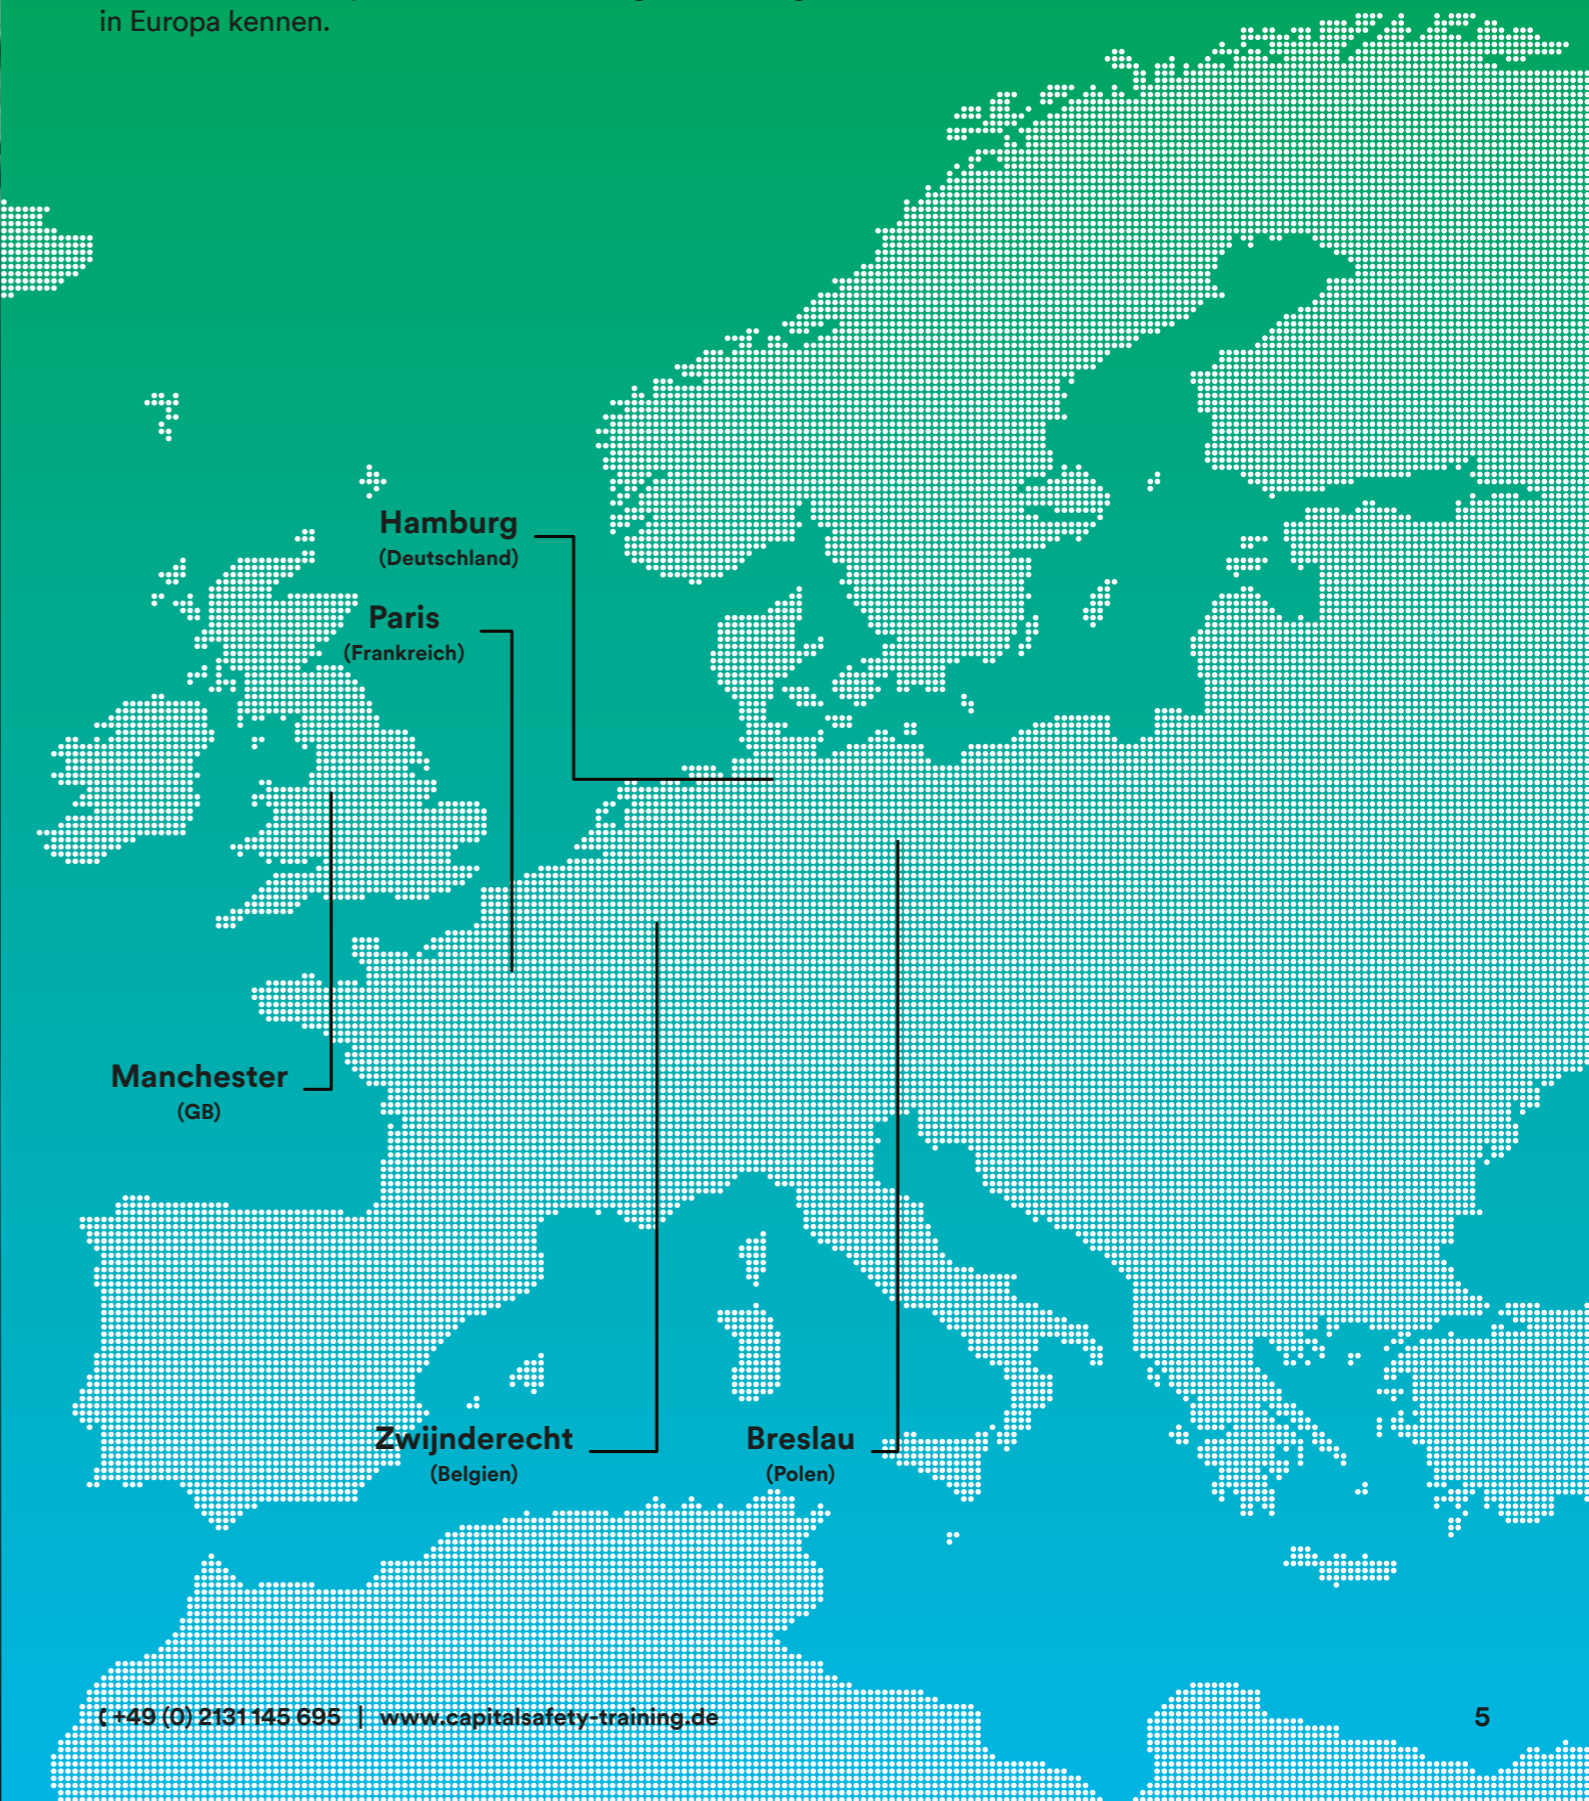 in Europa kennen.
Hamburg
(Deutschland)
Paris
(Frankreich)
Manchester
(GB)
Zwijnderecht
(Belgien)
Breslau
(Polen)
+49 (0) 2131 145 695 | www.capitalsafety-training.de
5